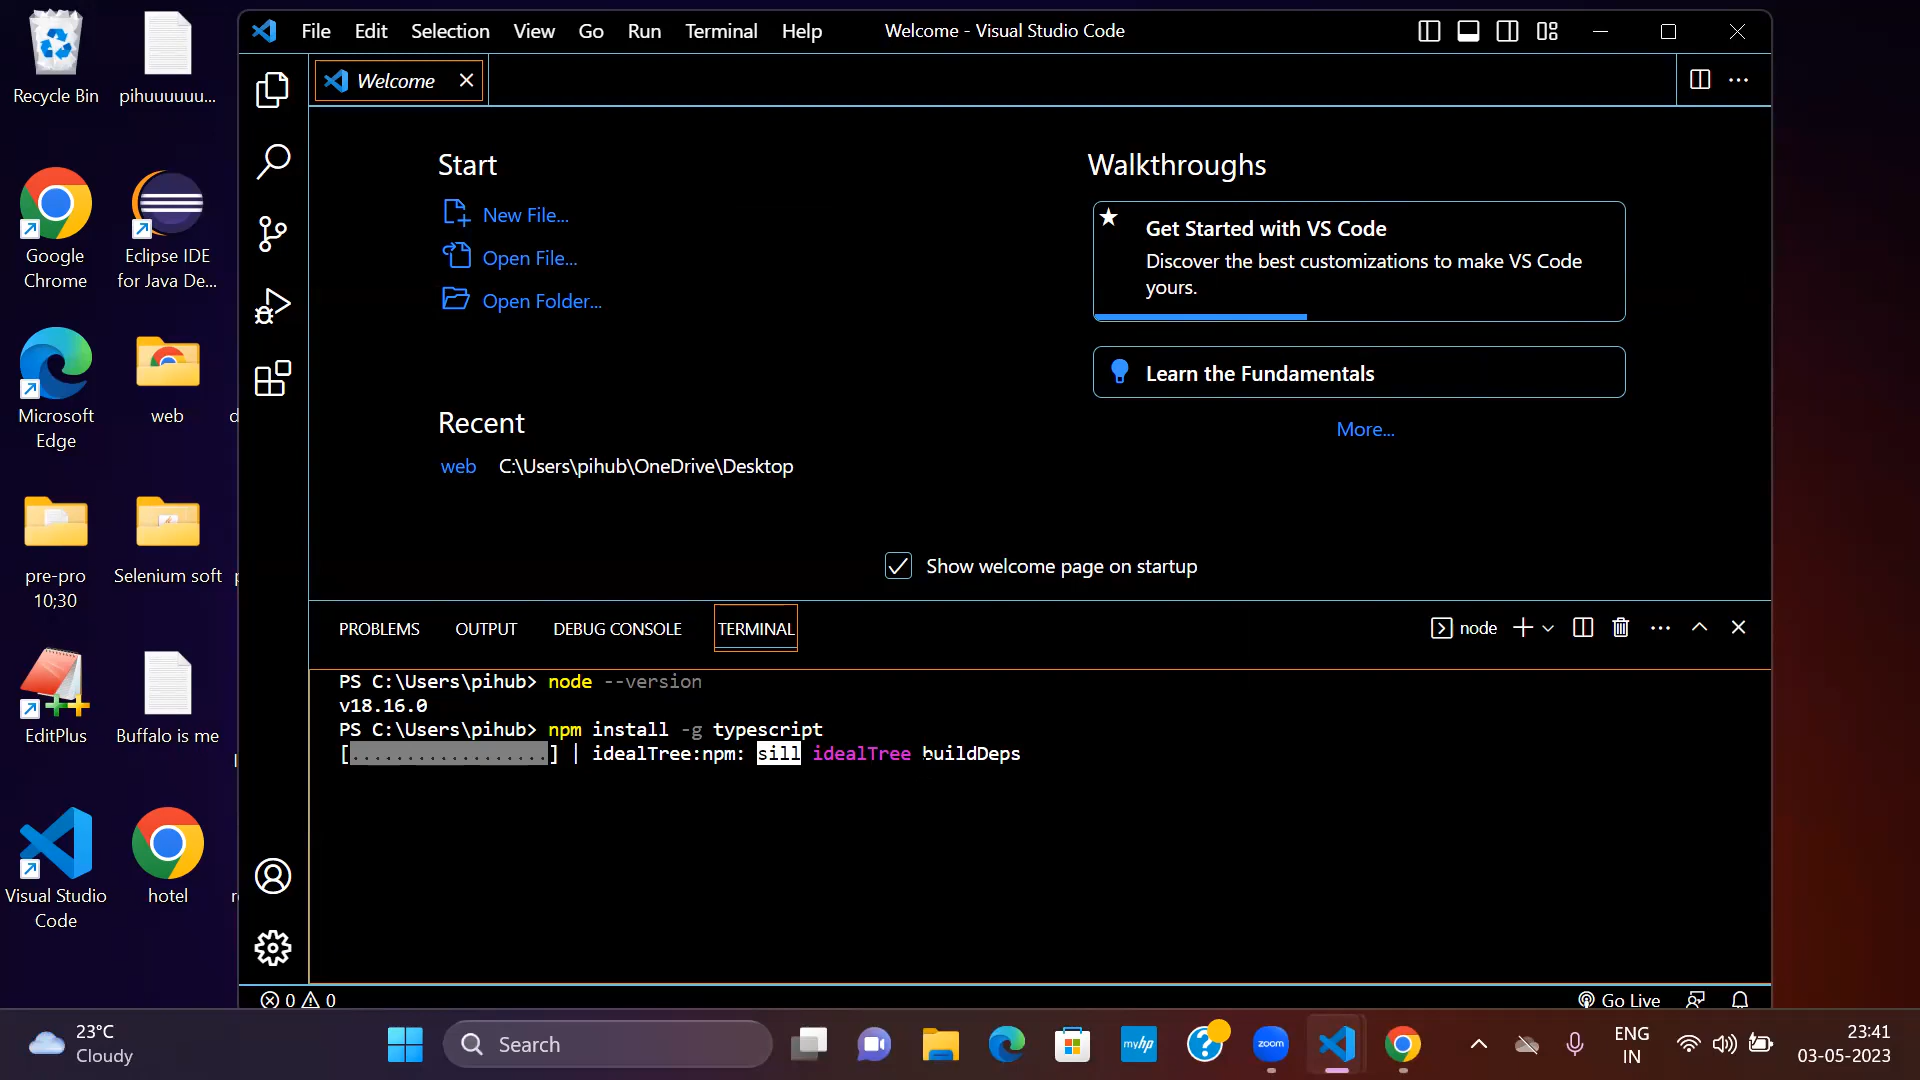 Recycle Bin
pihuuuuuu...
Google
Chrome
Eclipse IDE
for Java De...
Microsoft
Edge
web
d
pre-pro
10;30
Selenium soft
EditPlus
Buffalo is me
Visual Studio
Code
hotel
File Edit Selection View Go Run Terminal Help
Welcome - Visual Studio Code
Welcome
Start
New File...
Open File...
Open Folder...
Recent
web C:\Users\pihub\OneDrive\Desktop
Walkthroughs
Get Started with VS Code
Discover the best customizations to make VS Code
yours.
Learn the Fundamentals
More...
Show welcome page on startup
PROBLEMS OUTPUT DEBUG CONSOLE TERMINAL
node
PS C:\Users\pihub> node --version
v18.16.0
PS C:\Users\pihub> npm install -g typescript
[..................] | idealTree:npm: sill idealTree buildDeps
0 0
Go Live
23°C
Cloudy
Search
myhp
zoom
ENG
IN
23:41
03-05-2023